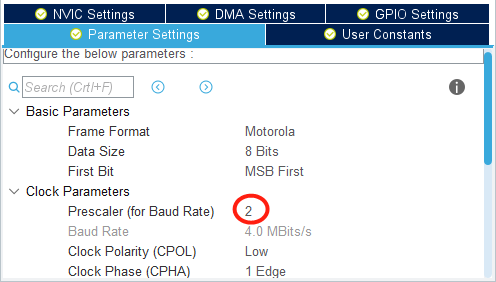 NVIC Settings DMA Settings GPIO Settings
Parameter Settings User Constants
Configure the below parameters :
Search (Crtl+F)
Basic Parameters
Frame Format Motorola
Data Size 8 Bits
First Bit MSB First
Clock Parameters
Prescaler (for Baud Rate) 2
Baud Rate 4.0 MBits/s
Clock Polarity (CPOL) Low
Clock Phase (CPHA) 1 Edge